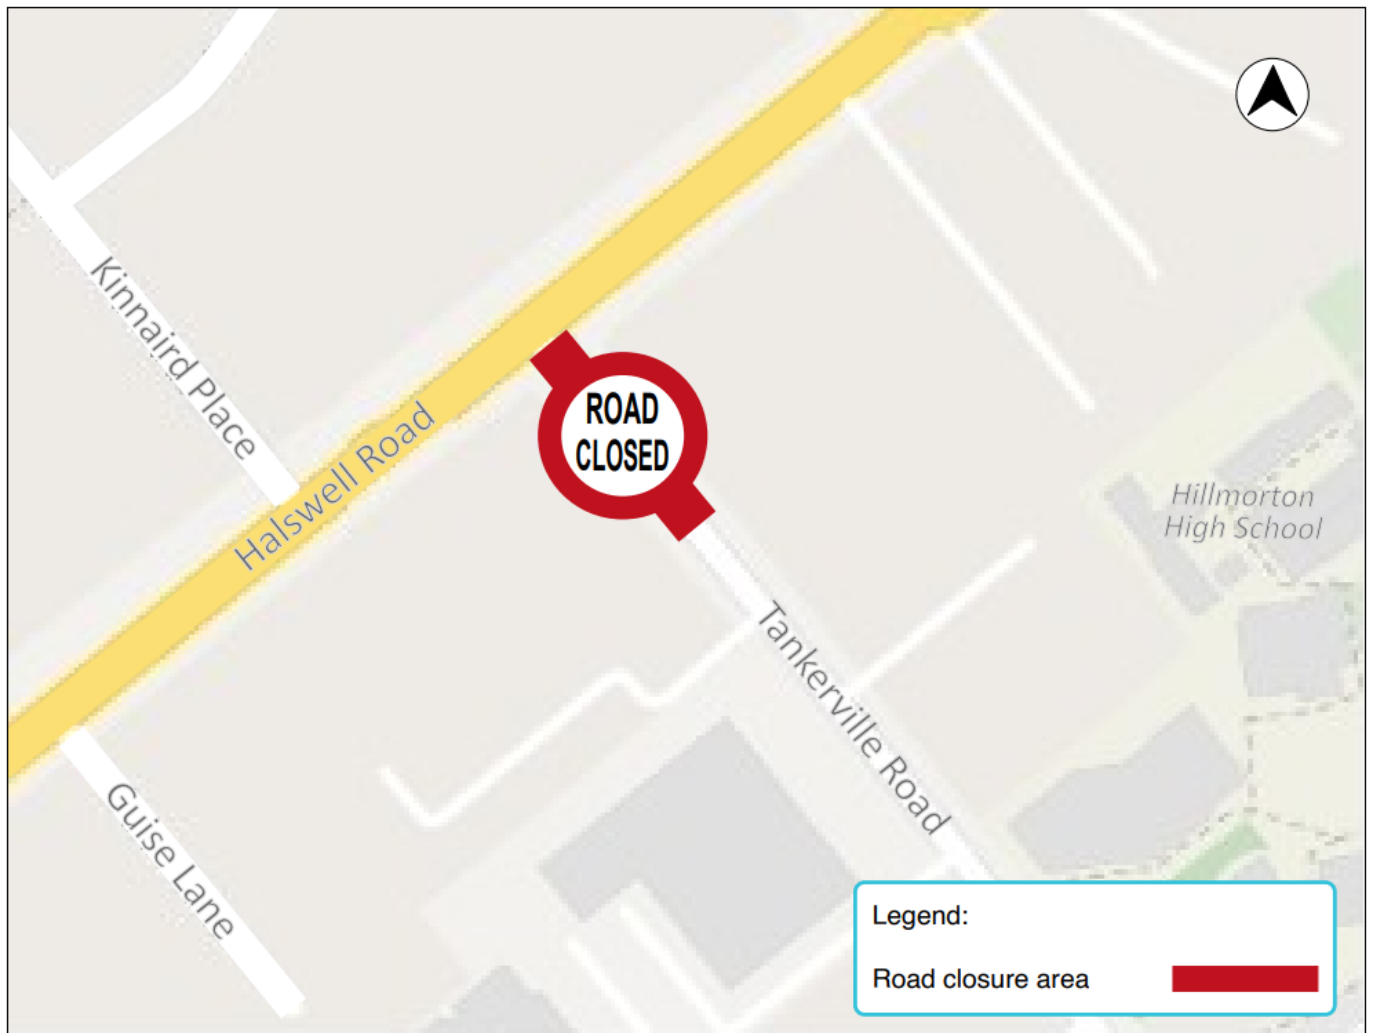 Kinnaird Place
Halswell Road
ROAD
CLOSED
Hillmorton
High School
Tankerville Road
Guise Lane
Legend:
Road closure area